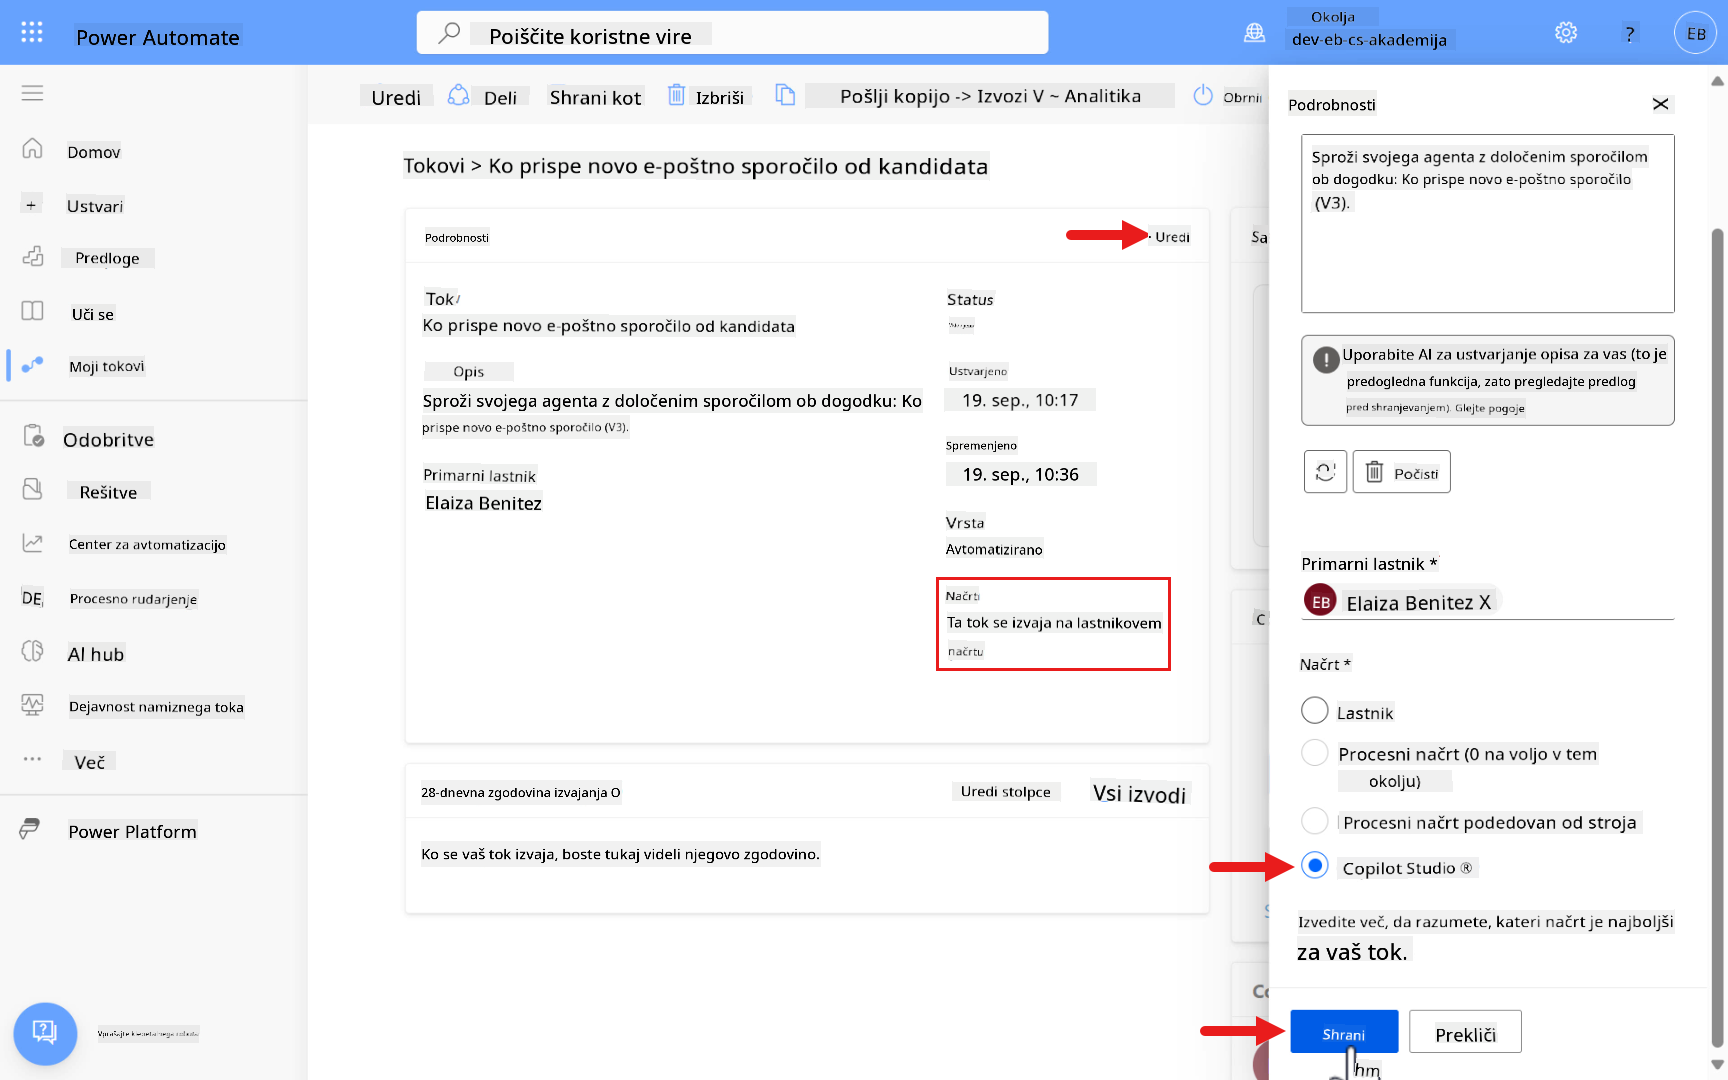 Power Automate
Poiščite koristne vire
Okolja
dev-eb-cs-akademija
?
EB
Domov
+ Ustvari
Predloge
Uči se
Moji tokovi
Odobritve
Rešitve
Center za avtomatizacijo
DE Procesno rudarjenje
AI hub
Dejavnost namiznega toka
Več
Power Platform
Uredi
Deli
Shrani kot
Izbriši
Pošlji kopijo -> Izvozi V ~ Analitika
Tokovi > Ko prispe novo e-poštno sporočilo od kandidata
Podrobnosti
Uredi
Tok
Ko prispe novo e-poštno sporočilo od kandidata
Opis
Sproži svojega agenta z določenim sporočilom ob dogodku: Ko
prispe novo e-poštno sporočilo (V3).
Primarni lastnik
Elaiza Benitez
Status
Ustvarjeno
19. sep., 10:17
Spremenjeno
19. sep., 10:36
Vrsta
Avtomatizirano
Načrti
Ta tok se izvaja na lastnikovem
načrtu
28-dnevna zgodovina izvajanja O
Uredi stolpce
Vsi izvodi
Ko se vaš tok izvaja, boste tukaj videli njegovo zgodovino.
Podrobnosti
Sproži svojega agenta z določenim sporočilom
ob dogodku: Ko prispe novo e-poštno sporočilo
(V3).
Uporabite AI za ustvarjanje opisa za vas (to je
predogledna funkcija, zato pregledajte predlog
pred shranjevanjem). Glejte pogoje
Počisti
Primarni lastnik *
EB Elaiza Benitez X
Načrt *
Lastnik
Procesni načrt (0 na voljo v tem
okolju)
Procesni načrt podedovan od stroja
Copilot Studio ®
Izvedite več, da razumete, kateri načrt je najboljši
za vaš tok.
Shrani
Prekliči
hm